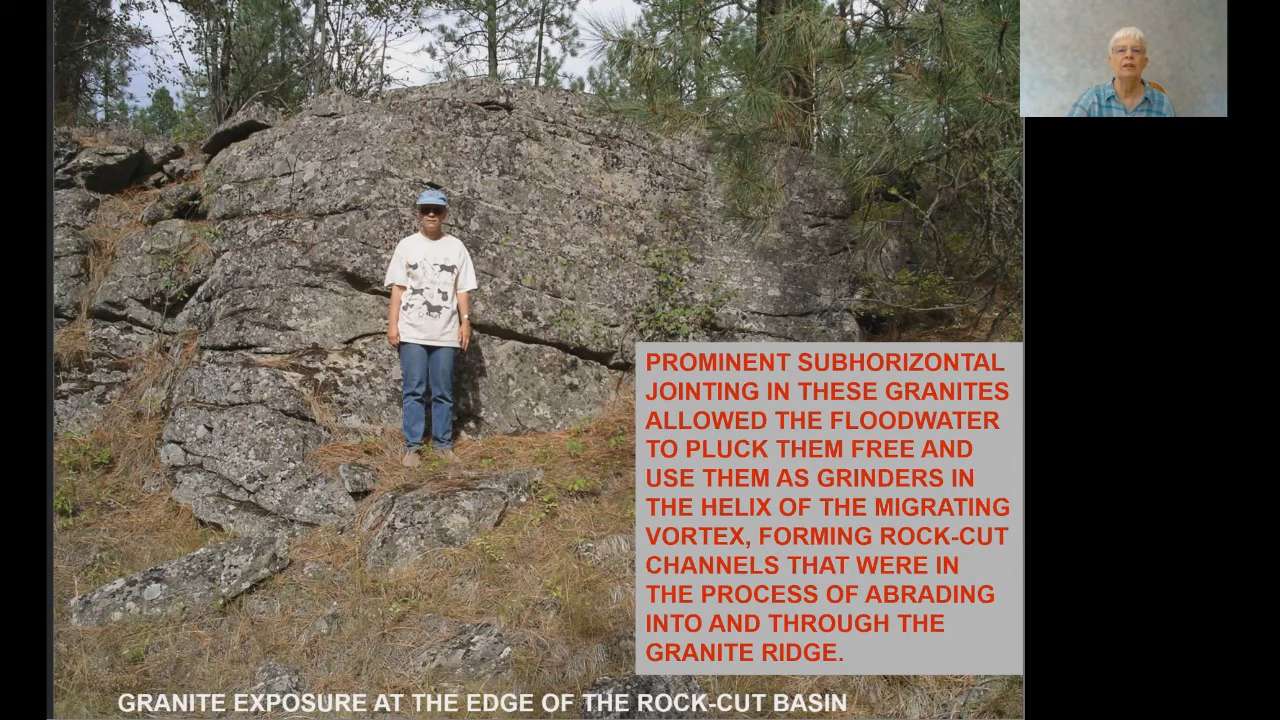 PROMINENT SUBHORIZONTAL
JOINTING IN THESE GRANITES
ALLOWED THE FLOODWATER
TO PLUCK THEM FREE AND
USE THEM AS GRINDERS IN
THE HELIX OF THE MIGRATING
VORTEX, FORMING ROCK-CUT
CHANNELS THAT WERE IN
THE PROCESS OF ABRADING
INTO AND THROUGH THE
GRANITE RIDGE.
GRANITE EXPOSURE AT THE EDGE OF THE ROCK-CUT BASIN